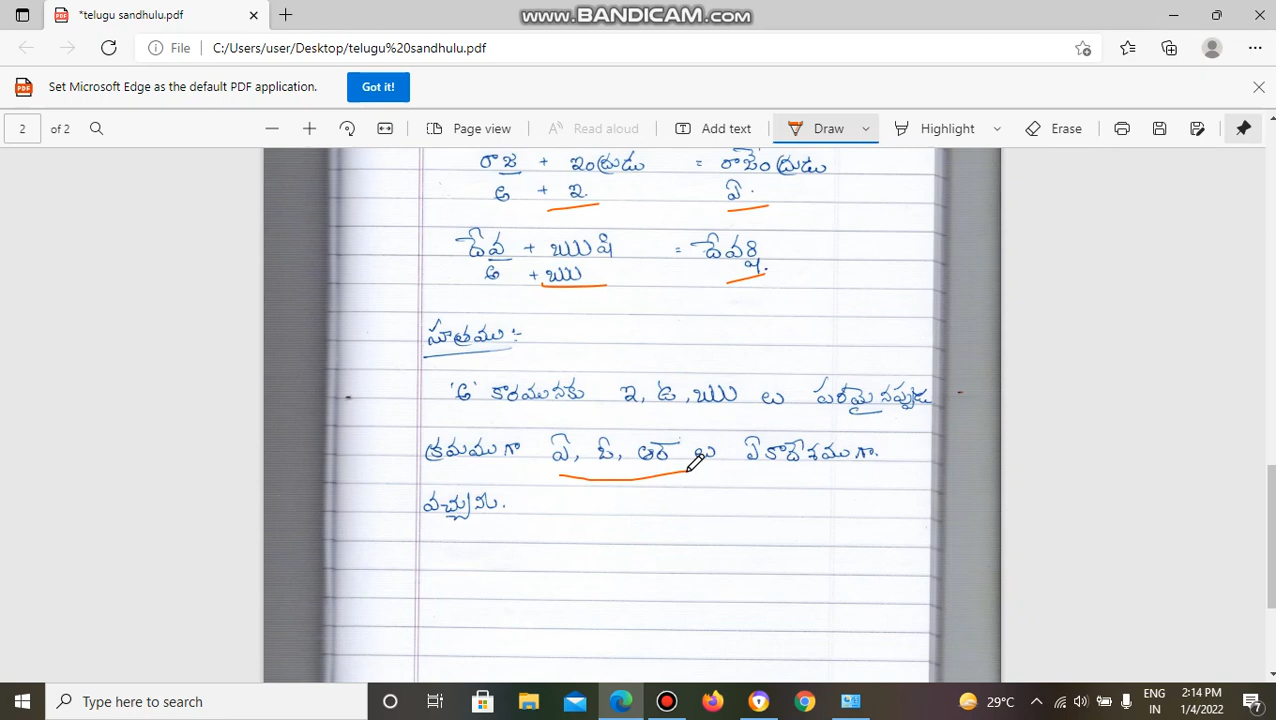 *telugu sandhulu.pdf
www.BANDICAM.com
File C:/Users/user/Desktop/telugu%20sandhulu.pdf
Set Microsoft Edge as the default PDF application. Got it!
2 of 2 Page view Read aloud Add text Draw Highlight Erase
రాజ + ఇంద్రుడు = రాజేంద్రుడు
అ + ఇ. ఏ.
దేవ + ఋషి = దేవర్షి.
అ + ఋ
సూత్రము :-
'అ' కారమునకు ఇ, ఉ, ఋ లు పరమైనప్పుడు
క్రమముగా ఏ, ఓ, ఆర్ లు ఏకాదేశముగా.
వచ్చును.
Type here to search
29°C ENG IN 2:14 PM 1/4/2022 7